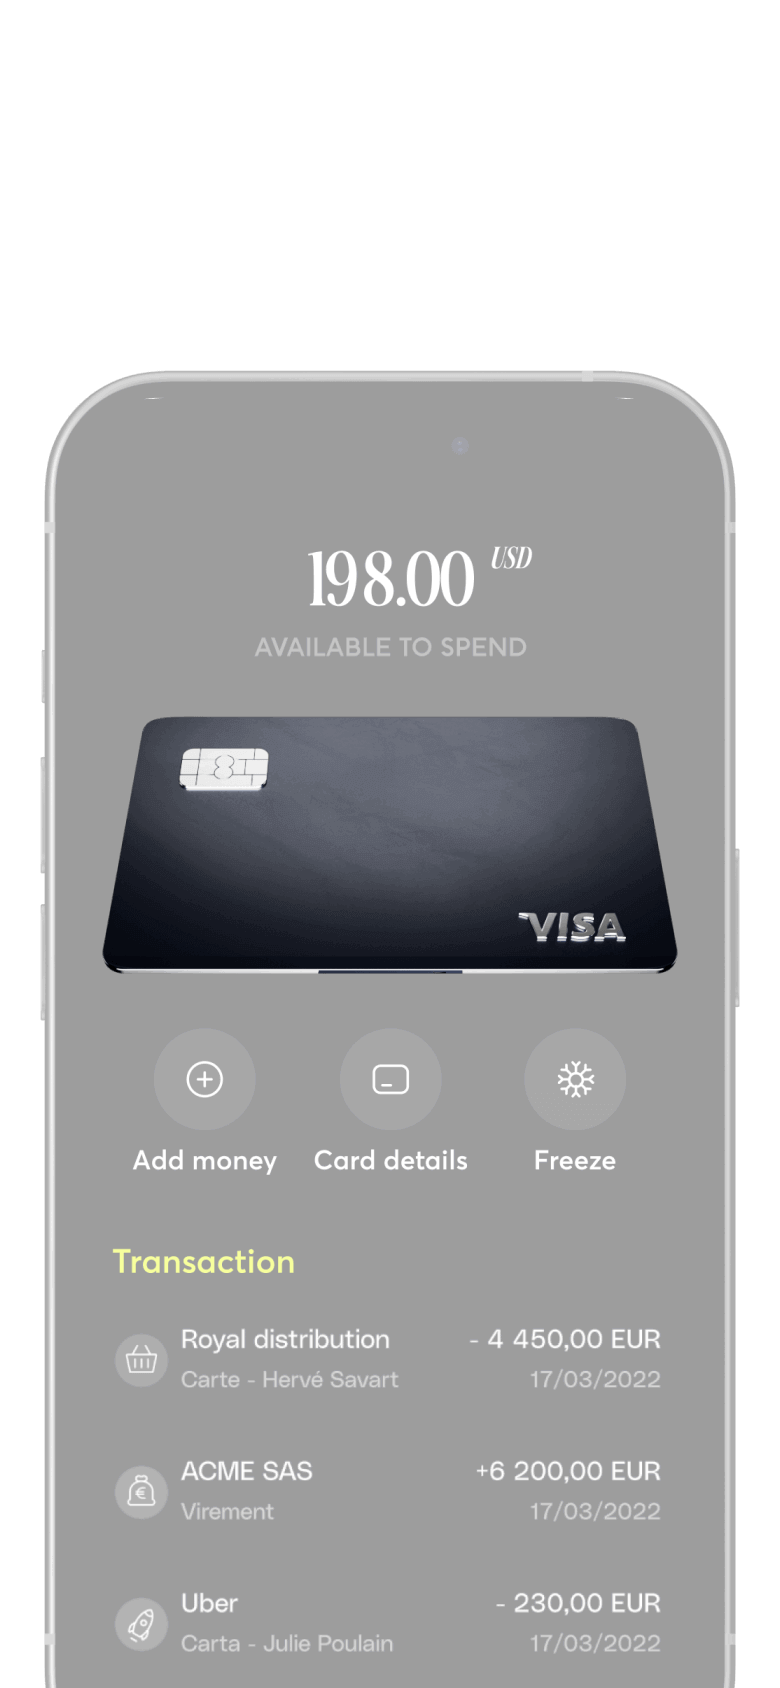 198.00 USD
AVAILABLE TO SPEND
VISA
Add money
Card details
Freeze
Transaction
Royal distribution
- 4 450,00 EUR
Carte - Hervé Savart
17/03/2022
ACME SAS
+6 200,00 EUR
Virement
17/03/2022
Uber
- 230,00 EUR
Carta - Julie Poulain
17/03/2022